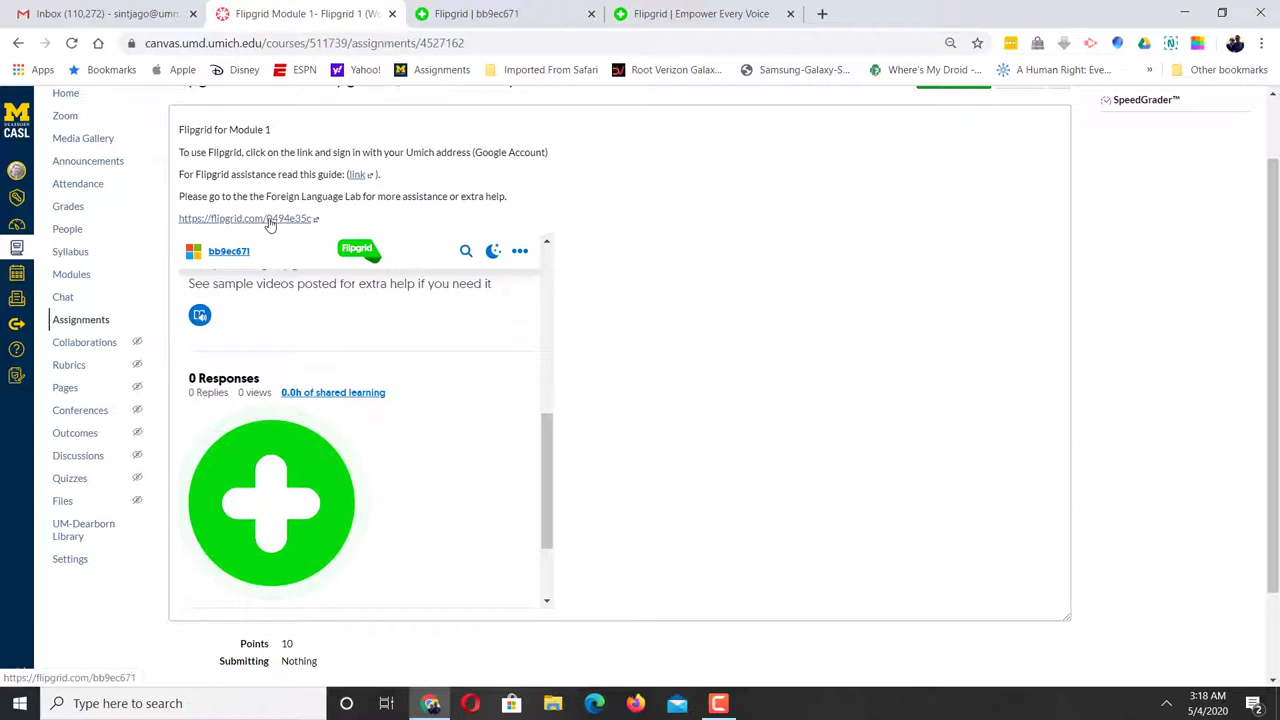 Inbox (110,272) - sintjago@umr
Flipgrid Module 1- Flipgrid 1 (W
Flipgrid | bb9ec671
Flipgrid | Empower Every Voice
canvas.umd.umich.edu/courses/511739/assignments/4527162
Apps
Bookmarks
Apple
Disney
ESPN
Yahoo!
Assignments
Imported From Safari
Root Verizon Galax...
Samsung-Galaxy S...
Where's My Droid -...
A Human Right: Eve...
»
Other bookmarks
M
DEARBORN
CASL
Home
Zoom
Media Gallery
Announcements
Attendance
Grades
People
Syllabus
Modules
Chat
Assignments
Collaborations
Rubrics
Pages
Conferences
Outcomes
Discussions
Quizzes
Files
UM-Dearborn
Library
Settings
SpeedGrader™
Flipgrid for Module 1
To use Flipgrid, click on the link and sign in with your Umich address (Google Account)
For Flipgrid assistance read this guide: (link ).
Please go to the the Foreign Language Lab for more assistance or extra help.
https://flipgrid.com/9494e35c
bb9ec671
Flipgrid
See sample videos posted for extra help if you need it
0 Responses
0 Replies 0 views 0.0h of shared learning
Points 10
Submitting Nothing
https://flipgrid.com/bb9ec671
Type here to search
3:18 AM
5/4/2020
2